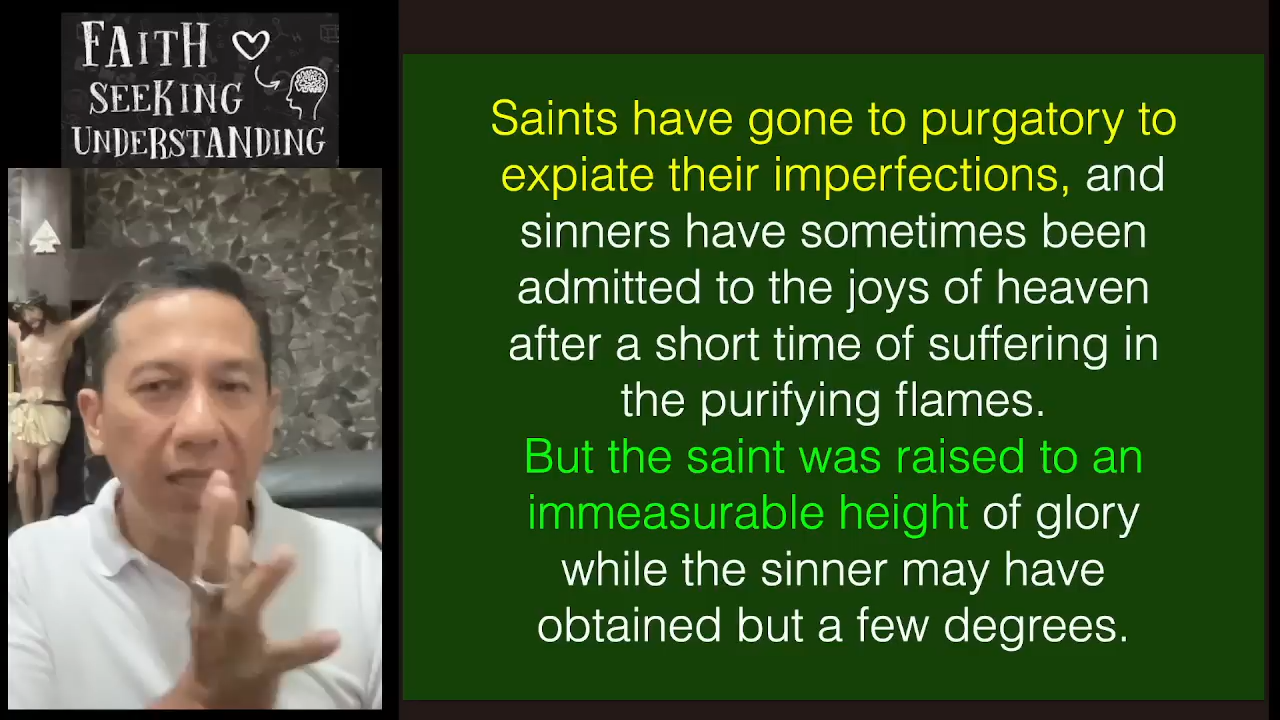 FAITH
SEEKING
UNDERSTANDING
Saints have gone to purgatory to
expiate their imperfections, and
sinners have sometimes been
admitted to the joys of heaven
after a short time of suffering in
the purifying flames.
But the saint was raised to an
immeasurable height of glory
while the sinner may have
obtained but a few degrees.